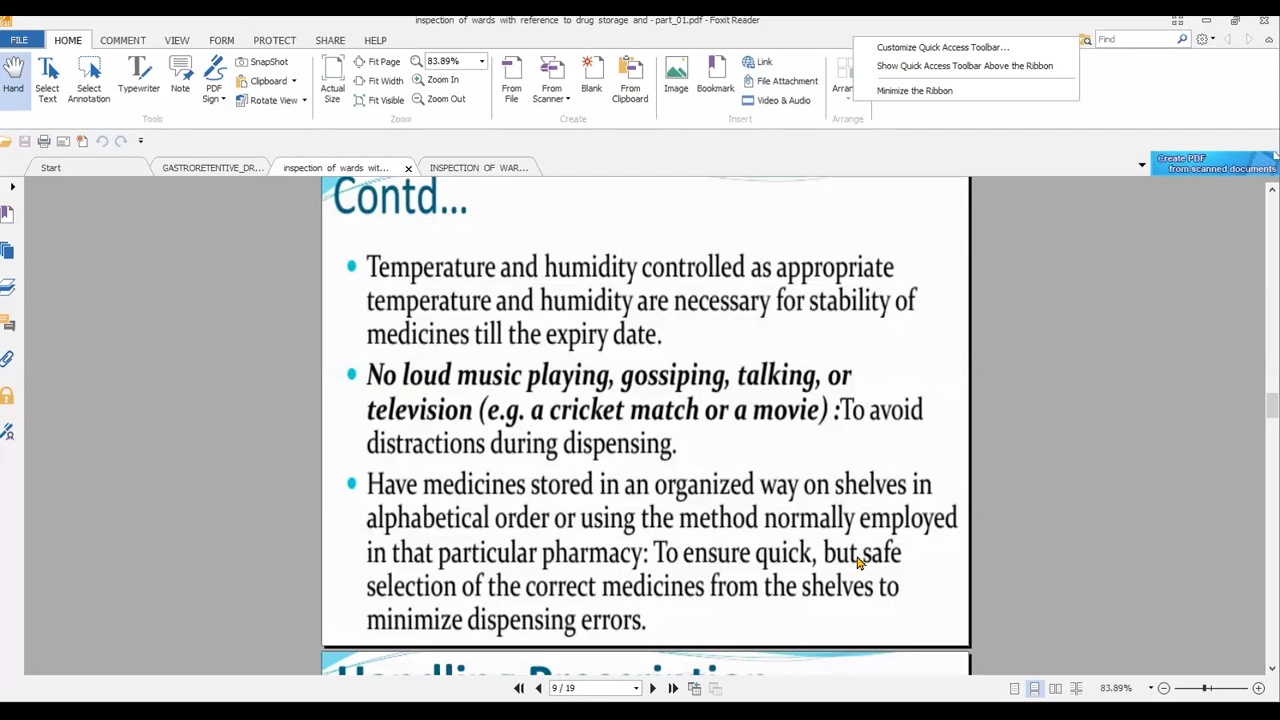 inspection of wards with reference to drug storage and - part_01.pdf - Foxit Reader
FILE HOME COMMENT VIEW FORM PROTECT SHARE HELP
Find
Customize Quick Access Toolbar...
Show Quick Access Toolbar Above the Ribbon
Minimize the Ribbon
Hand
Select Text
Select Annotation
Typewriter
Note
PDF Sign
SnapShot
Clipboard
Rotate View
Tools
Actual Size
Fit Page
Fit Width
Fit Visible
83.89%
Zoom In
Zoom Out
Zoom
From File
From Scanner
Blank
From Clipboard
Create
Image
Bookmark
Link
File Attachment
Video & Audio
Insert
Arrange
Start GASTRORETENTIVE_DR... inspection of wards wit... INSPECTION OF WAR...
Create PDF
from scanned documents
Contd...
Temperature and humidity controlled as appropriate
temperature and humidity are necessary for stability of
medicines till the expiry date.
No loud music playing, gossiping, talking, or
television (e.g. a cricket match or a movie) :To avoid
distractions during dispensing.
Have medicines stored in an organized way on shelves in
alphabetical order or using the method normally employed
in that particular pharmacy: To ensure quick, but safe
selection of the correct medicines from the shelves to
minimize dispensing errors.
Handling Prescription
9 / 19
83.89%